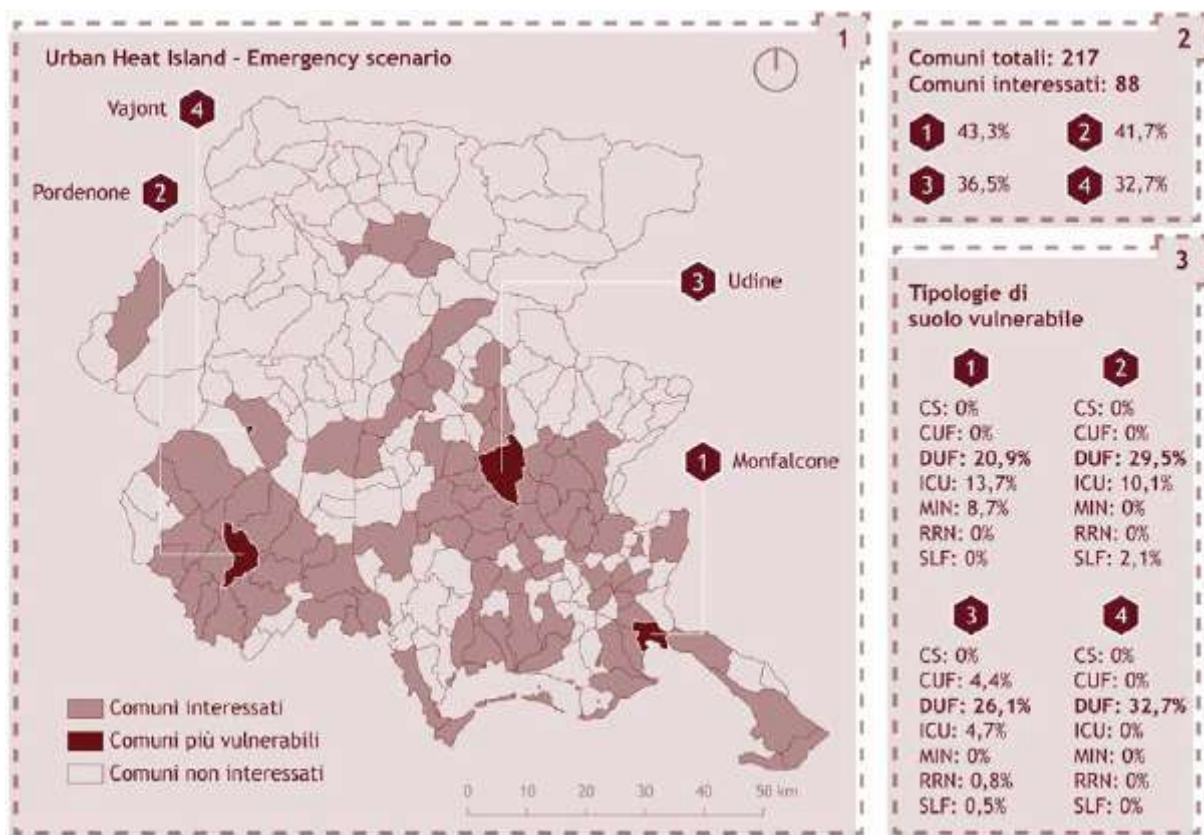 1
Urban Heat Island - Emergency scenario
Vajont 4
Pordenone 2
3 Udine
1 Monfalcone
Comuni interessati
Comuni più vulnerabili
Comuni non interessati
0 10 20 30 40 50 km
2
Comuni totali: 217
Comuni interessati: 88
1 43,3% 2 41,7%
3 36,5% 4 32,7%
3
Tipologie di
suolo vulnerabile
1
CS: 0%
CUF: 0%
DUF: 20,9%
ICU: 13,7%
MIN: 8,7%
RRN: 0%
SLF: 0%
2
CS: 0%
CUF: 0%
DUF: 29,5%
ICU: 10,1%
MIN: 0%
RRN: 0%
SLF: 2,1%
3
CS: 0%
CUF: 4,4%
DUF: 26,1%
ICU: 4,7%
MIN: 0%
RRN: 0,8%
SLF: 0,5%
4
CS: 0%
CUF: 0%
DUF: 32,7%
ICU: 0%
MIN: 0%
RRN: 0%
SLF: 0%